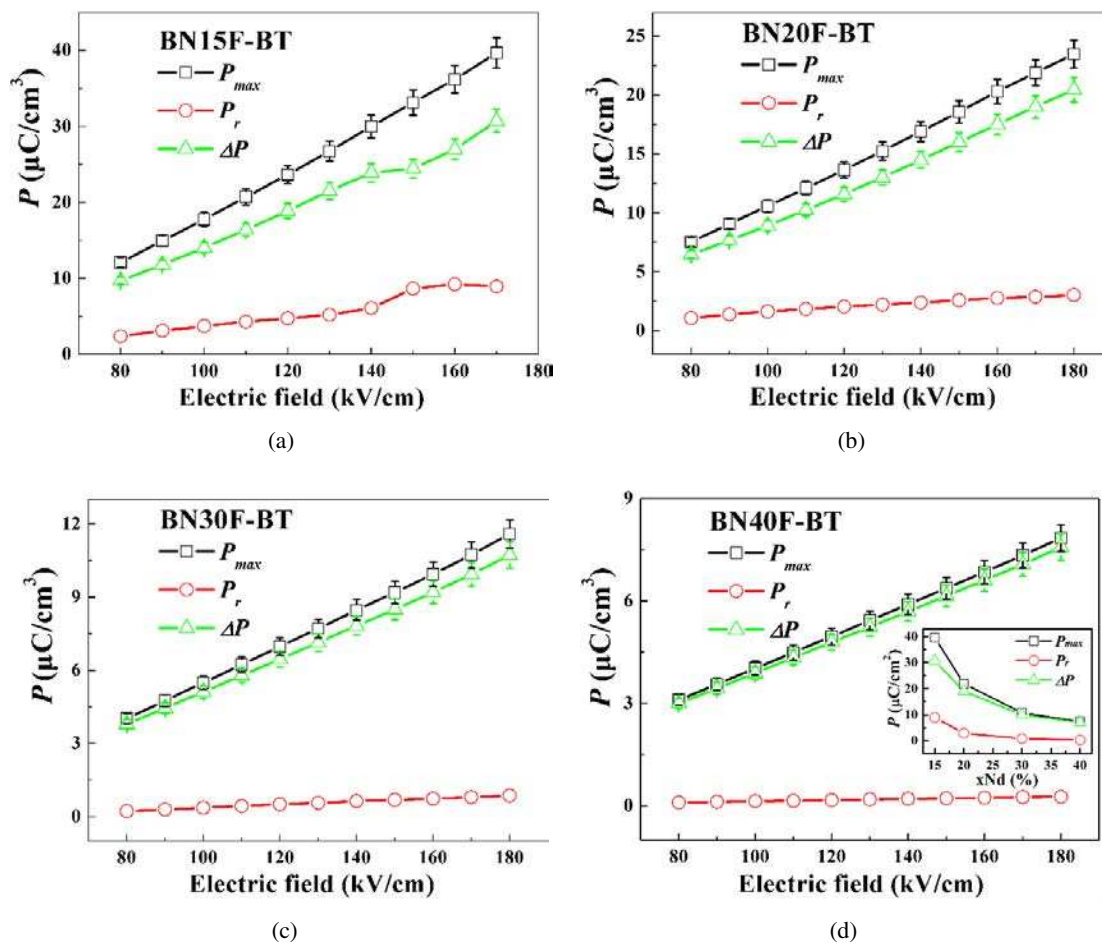 BN15F-BT
P_max
P_r
ΔP
P (μC/cm³)
40
30
20
10
0
80 100 120 140 160 180
Electric field (kV/cm)
(a)
BN20F-BT
P_max
P_r
ΔP
P (μC/cm³)
25
20
15
10
5
0
80 100 120 140 160 180
Electric field (kV/cm)
(b)
BN30F-BT
P_max
P_r
ΔP
P (μC/cm³)
12
9
6
3
0
80 100 120 140 160 180
Electric field (kV/cm)
(c)
BN40F-BT
P_max
P_r
ΔP
P (μC/cm³)
9
6
3
0
80 100 120 140 160 180
Electric field (kV/cm)
P_max
P_r
ΔP
P (μC/cm²)
40
30
20
10
0
15 20 25 30 35 40
xNd (%)
(d)